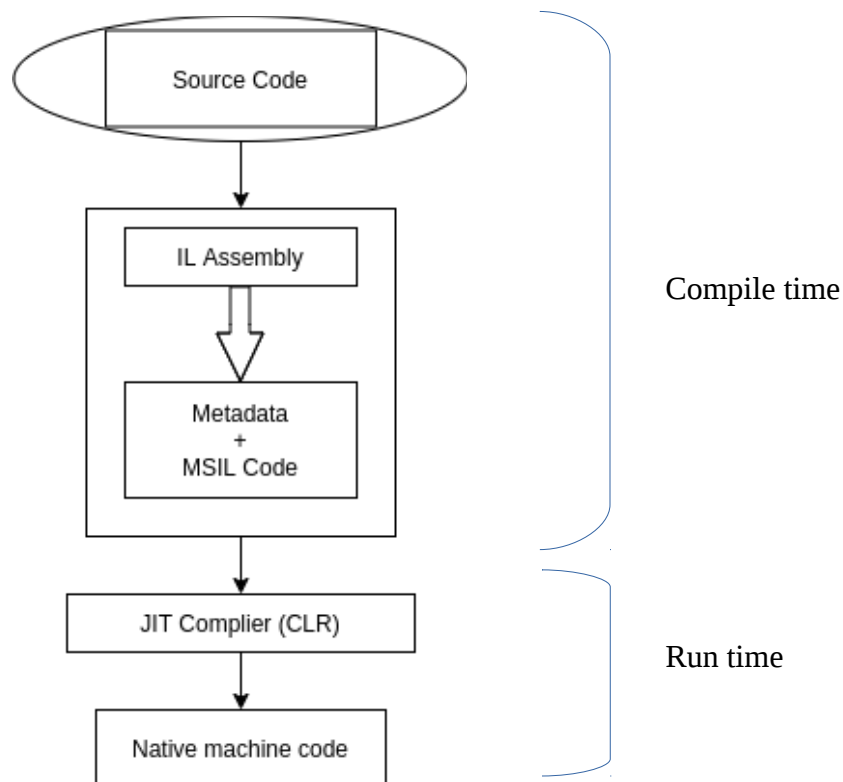 Source Code
IL Assembly
Compile time
Metadata
+
MSIL Code
JIT Complier (CLR)
Run time
Native machine code